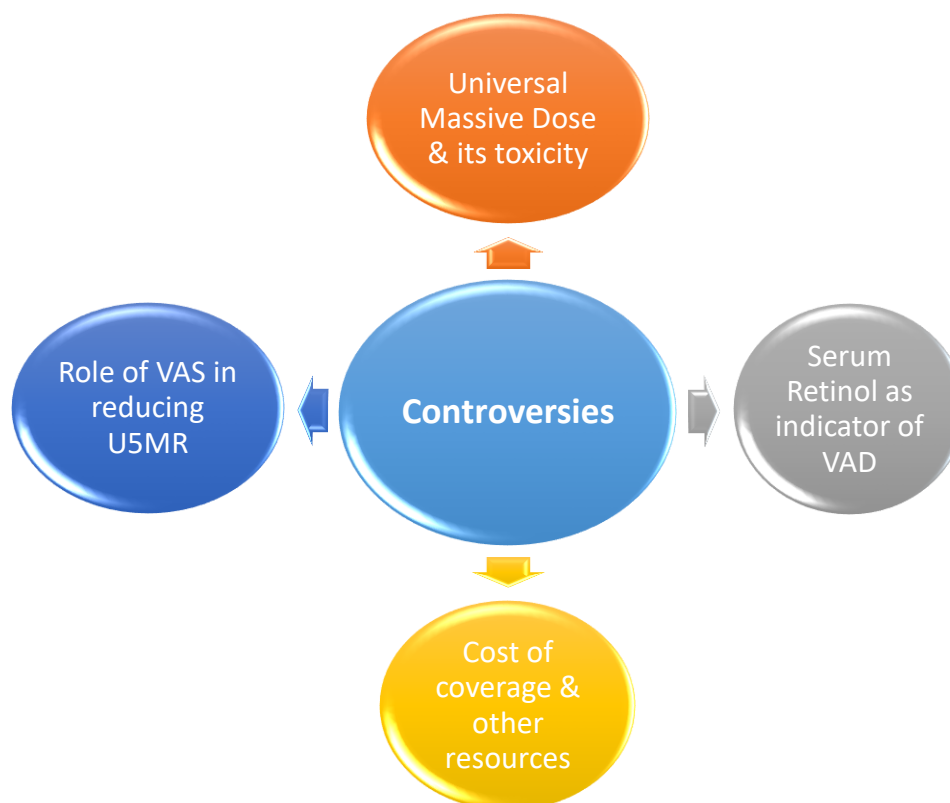 Universal
Massive Dose
& its toxicity
Role of VAS in
reducing
U5MR
Controversies
Serum
Retinol as
indicator of
VAD
Cost of
coverage &
other
resources